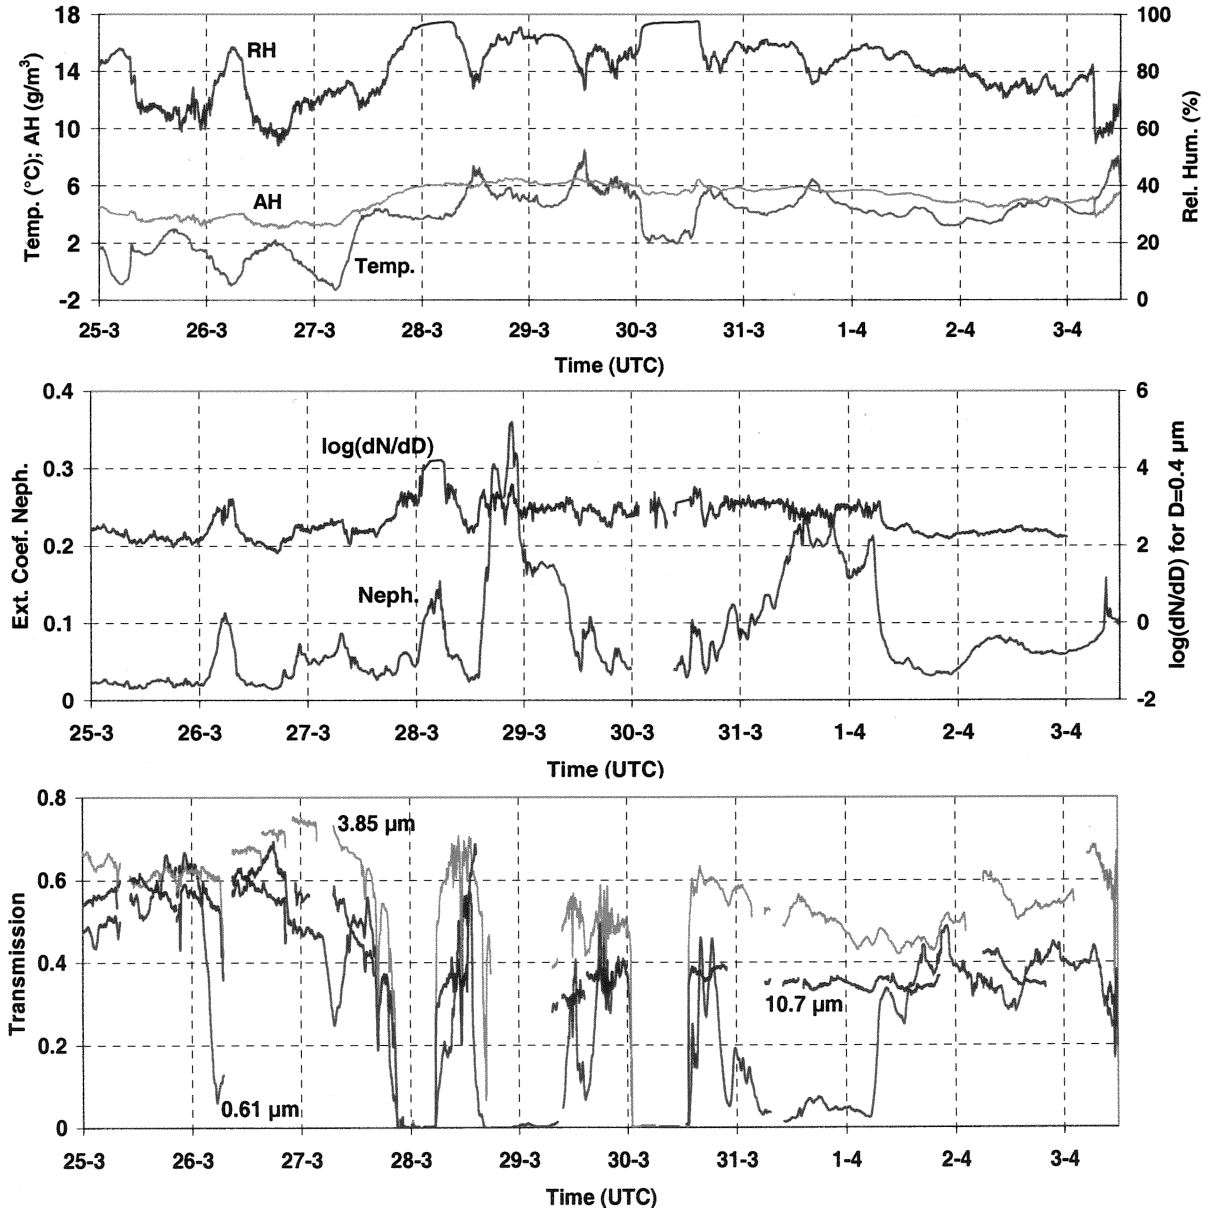 18
14
10
6
2
-2
Temp. (°C); AH (g/m³)
100
80
60
40
20
0
Rel. Hum. (%)
RH
AH
Temp.
25-3 26-3 27-3 28-3 29-3 30-3 31-3 1-4 2-4 3-4
Time (UTC)
0.4
0.3
0.2
0.1
0
Ext. Coef. Neph.
6
4
2
0
-2
log(dN/dD) for D=0.4 µm
log(dN/dD)
Neph.
25-3 26-3 27-3 28-3 29-3 30-3 31-3 1-4 2-4 3-4
Time (UTC)
0.8
0.6
0.4
0.2
0
Transmission
3.85 µm
10.7 µm
0.61 µm
25-3 26-3 27-3 28-3 29-3 30-3 31-3 1-4 2-4 3-4
Time (UTC)